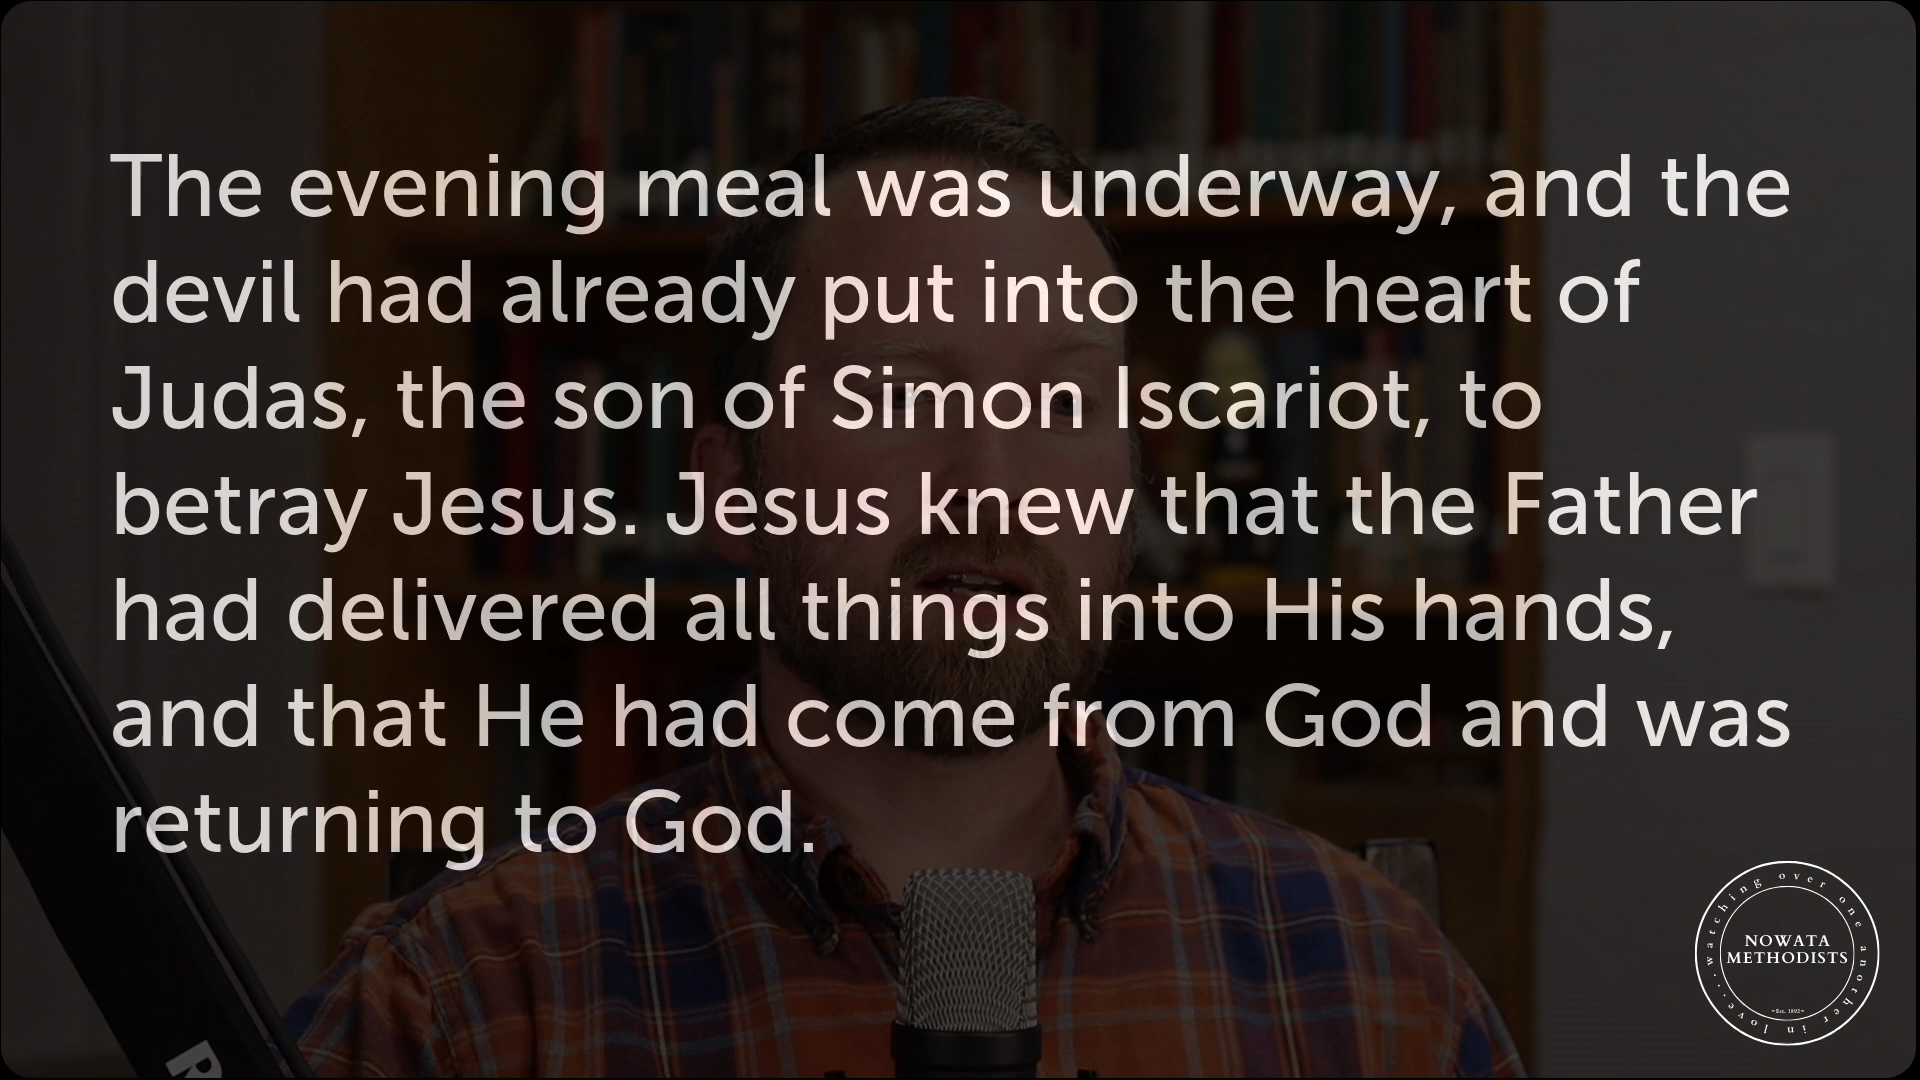 The evening meal was underway, and the
devil had already put into the heart of
Judas, the son of Simon Iscariot, to
betray Jesus. Jesus knew that the Father
had delivered all things into His hands,
and that He had come from God and was
returning to God.
watching over one another in love...
NOWATA
METHODISTS
~Est. 1892~
R